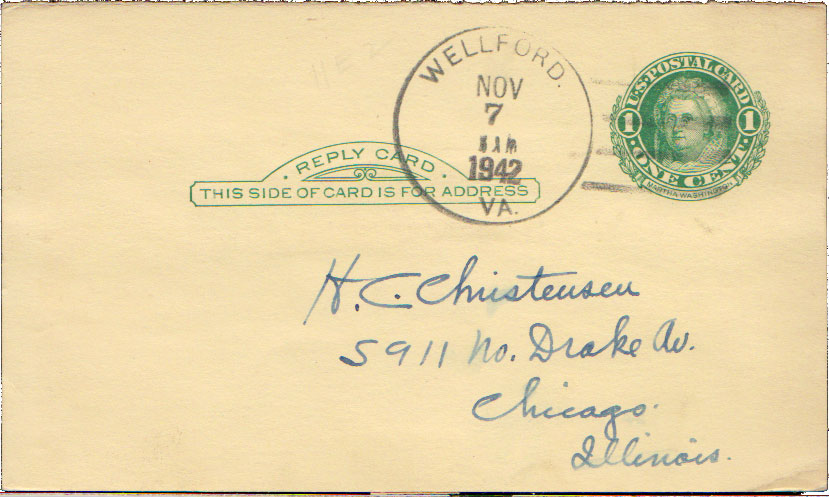 WELLFORD.
NOV
7
1942
VA.
U·S·POSTAL CARD
1 1
·ONE CENT·
MARTHA WASHINGTON
· REPLY CARD ·
THIS SIDE OF CARD IS FOR ADDRESS
H. C. Christensen
5911 No. Drake Av.
Chicago.
Illinois.